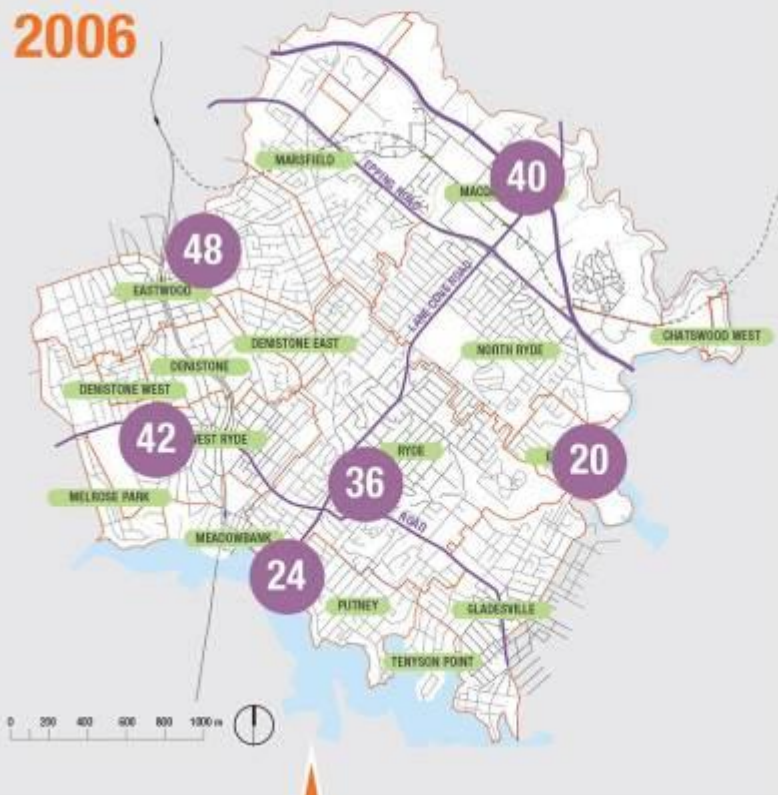 2006
MARSFIELD
EPPING ROAD
40
48
EASTWOOD
LANE COVE ROAD
CHATSWOOD WEST
DENISTONE EAST
NORTH RYDE
DENISTONE
DENISTONE WEST
42
WEST RYDE
RYDE
20
36
MELROSE PARK
ROAD
MEADOWBANK
24
PUTNEY
GLADESVILLE
TENYSON POINT
0 200 400 600 800 1000 m